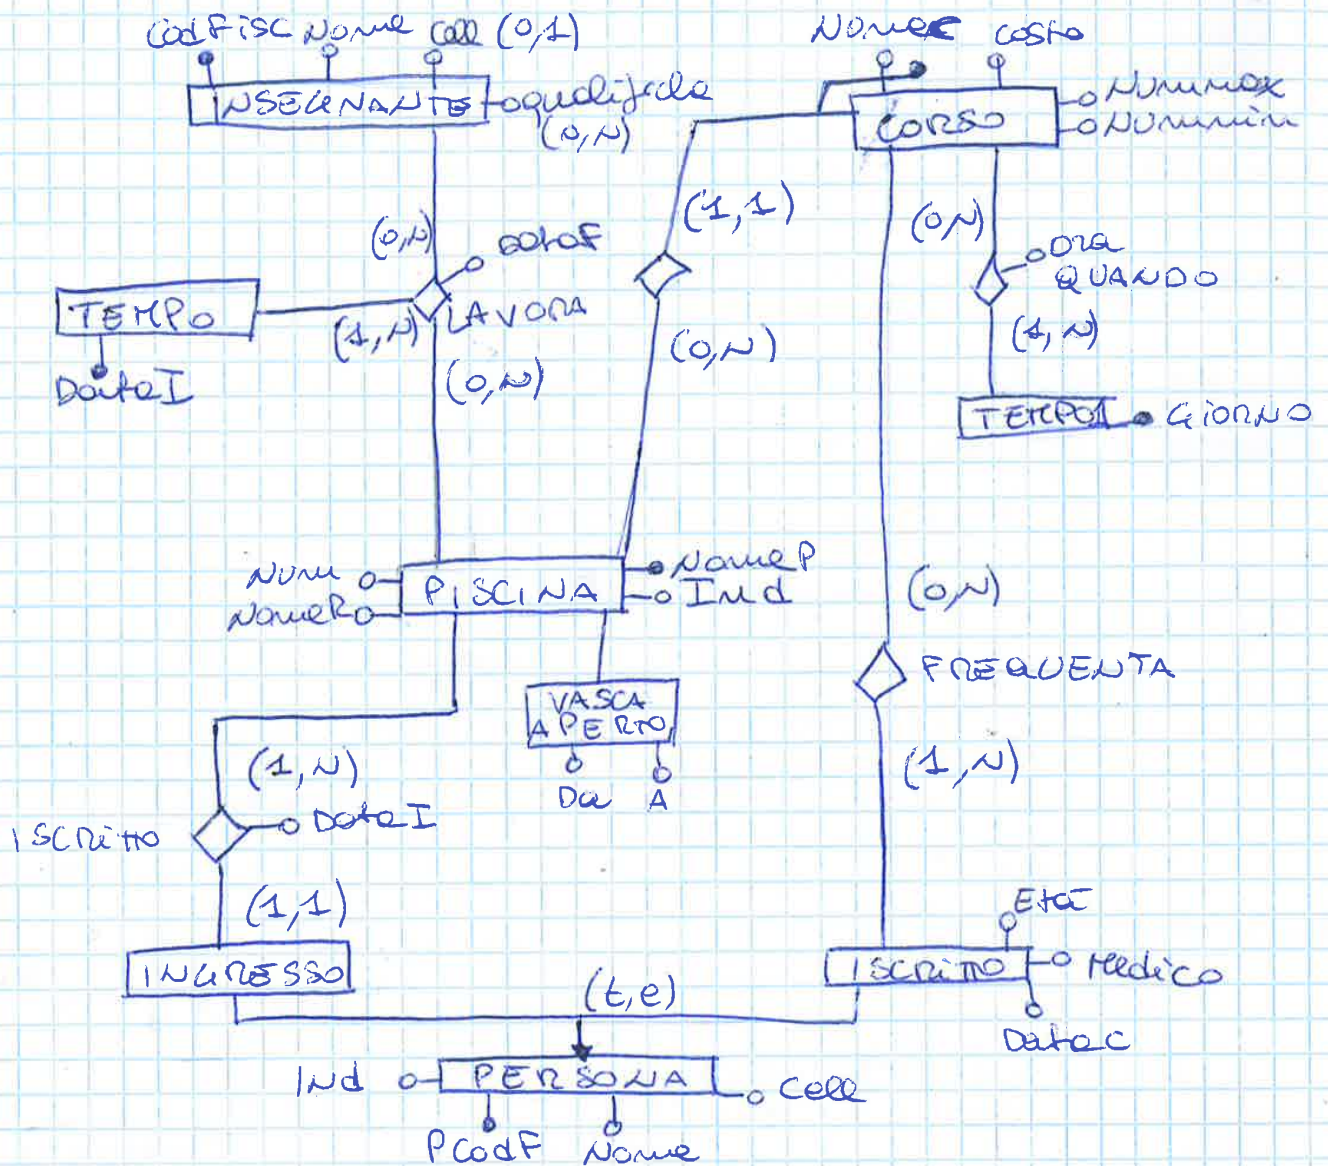 CodFisc Nome Cell (0,1)
INSEGNANTE
qualifiche
(0,N)
NomeC costo
CORSO
Nummax
Nummin
(0,N)
DataF
TEMPO
(1,N)
LAVORA
DataI
(0,N)
(1,1)
(0,N)
(0,N)
Ora
QUANDO
(1,N)
TEMPO1
GIORNO
Num
NomeR
PISCINA
NomeP
Ind
VASCA
APERTO
Da A
(0,N)
FREQUENTA
(1,N)
(1,N)
ISCRITTO
DataI
(1,1)
INGRESSO
Età
ISCRITTO
Medico
DataC
(t,e)
Ind
PERSONA
Cell
PCodF Nome